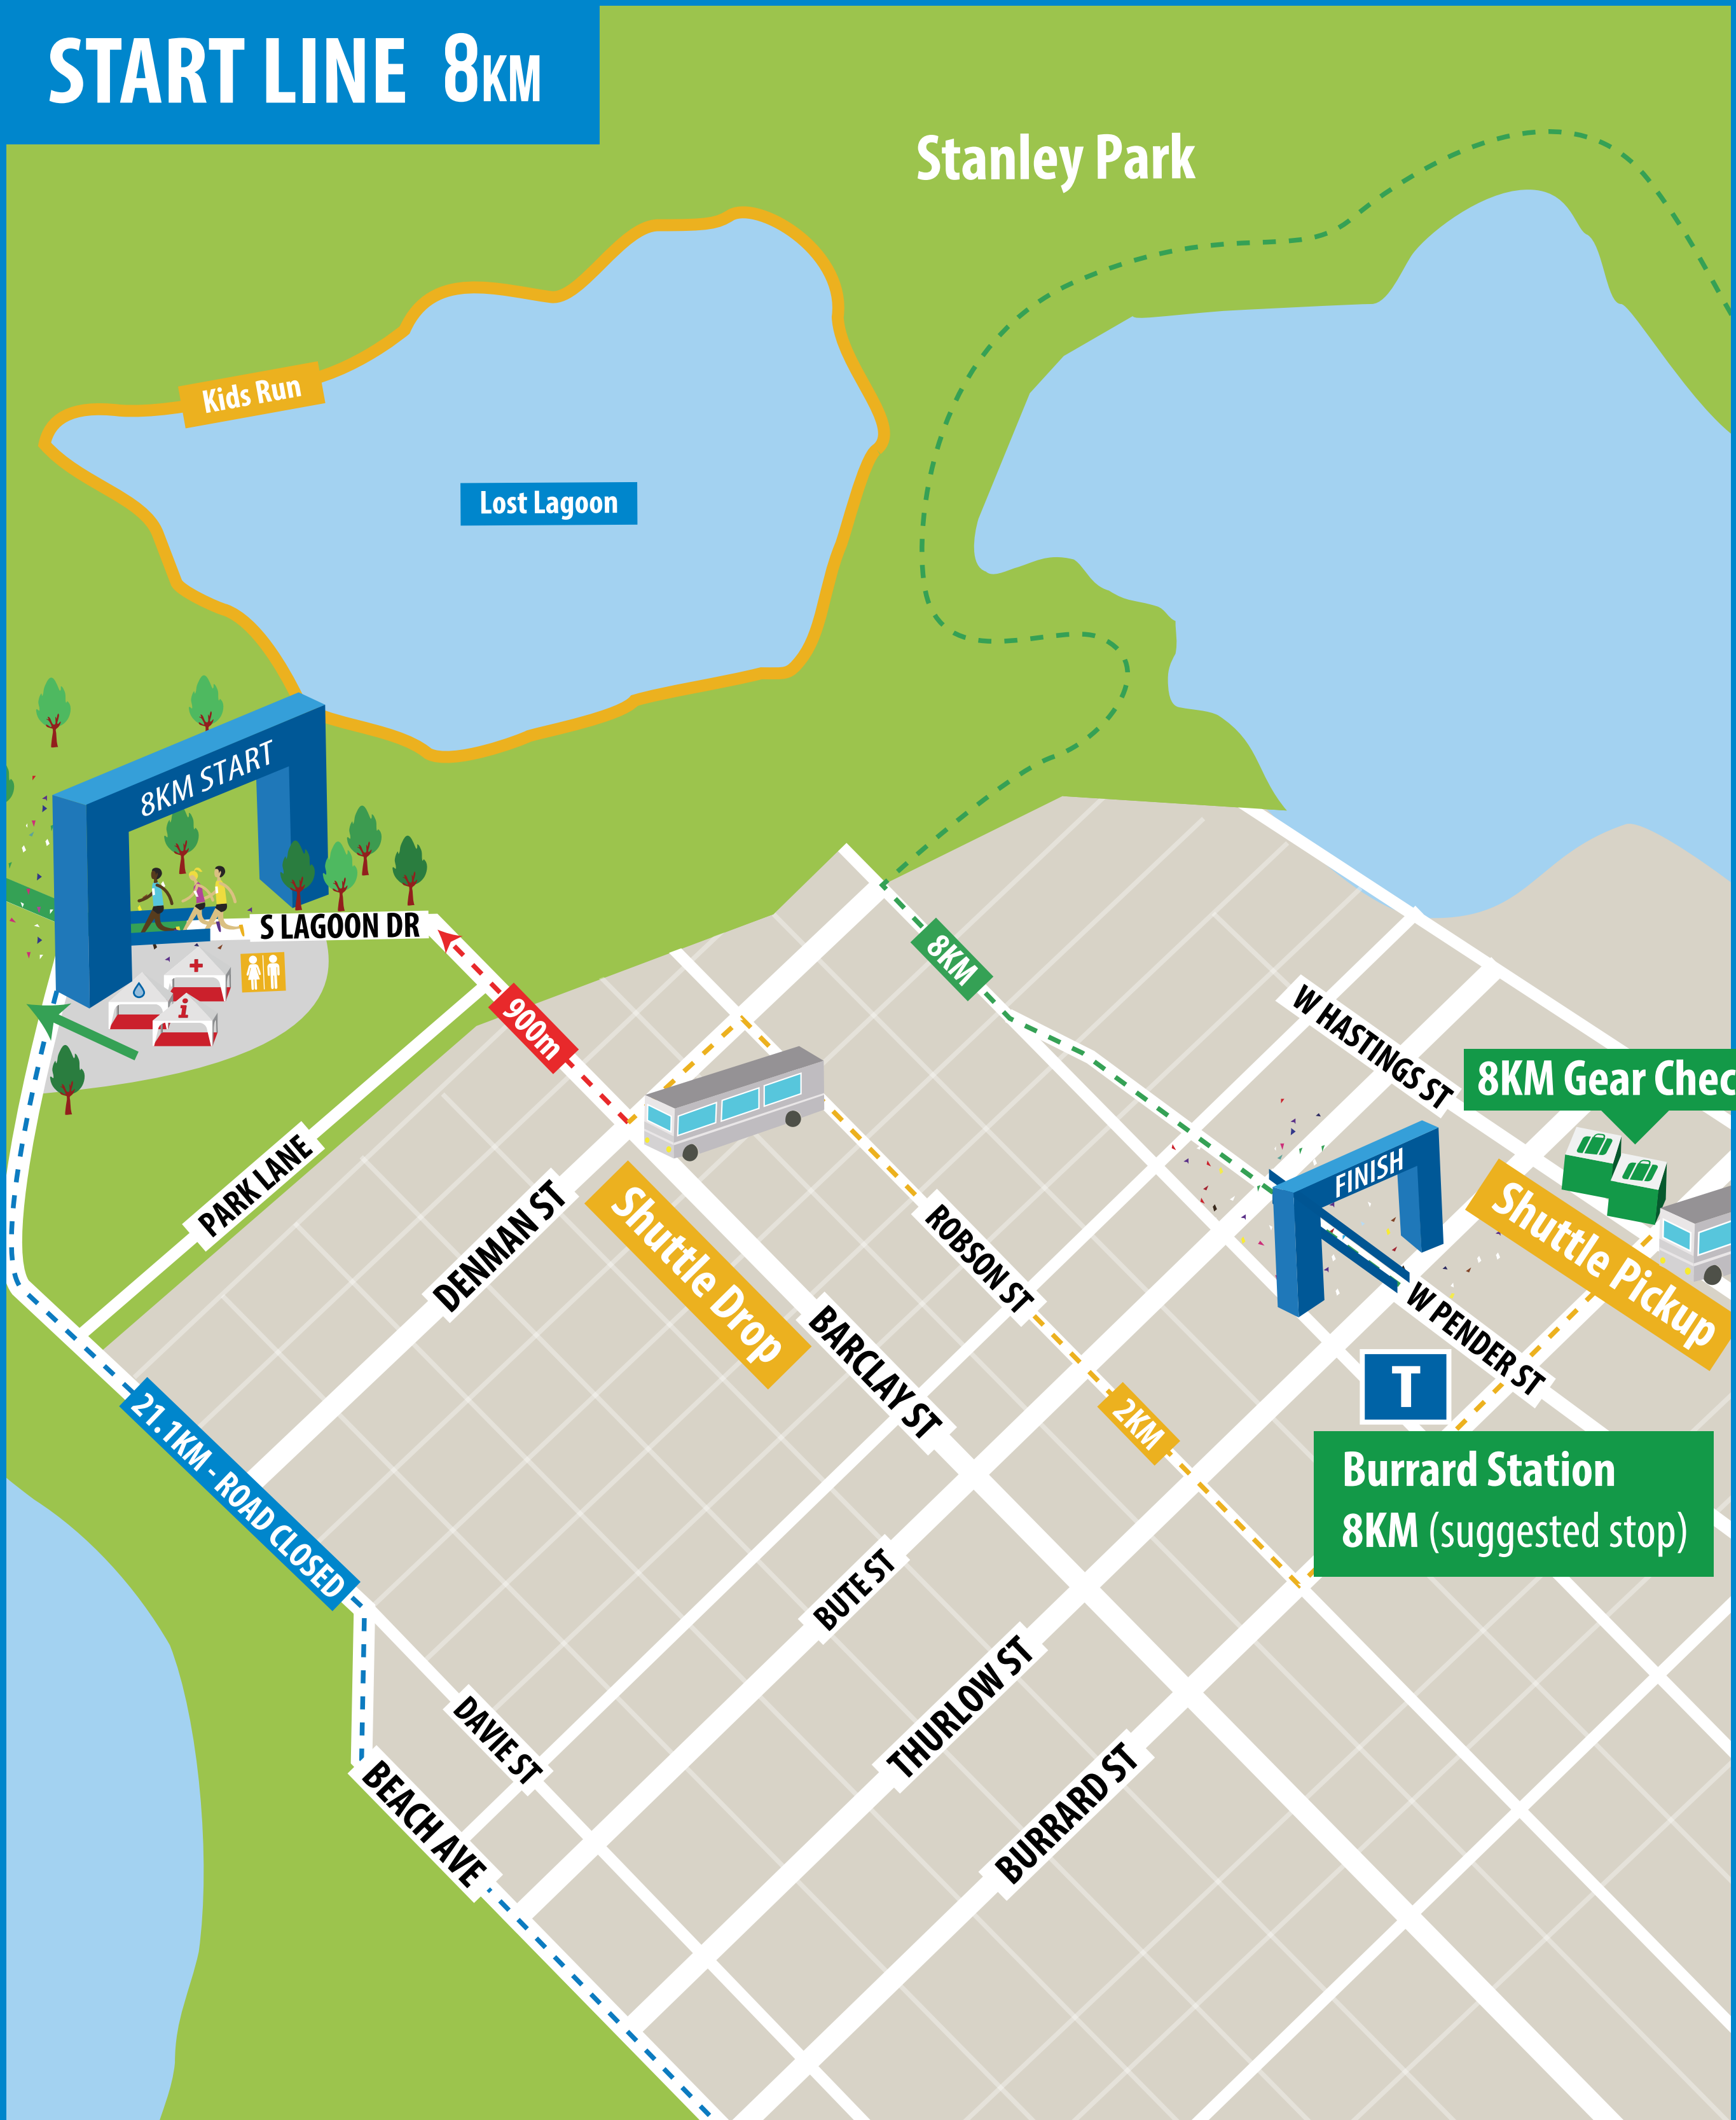 START LINE 8KM
Stanley Park
Kids Run
Lost Lagoon
8KM START
S LAGOON DR
8KM
900m
W HASTINGS ST
8KM Gear Chec
PARK LANE
DENMAN ST
Shuttle Drop
ROBSON ST
FINISH
Shuttle Pickup
BARCLAY ST
W PENDER ST
T
2KM
21.1KM - ROAD CLOSED
Burrard Station
8KM (suggested stop)
BUTE ST
DAVIE ST
THURLOW ST
BEACH AVE
BURRARD ST
i